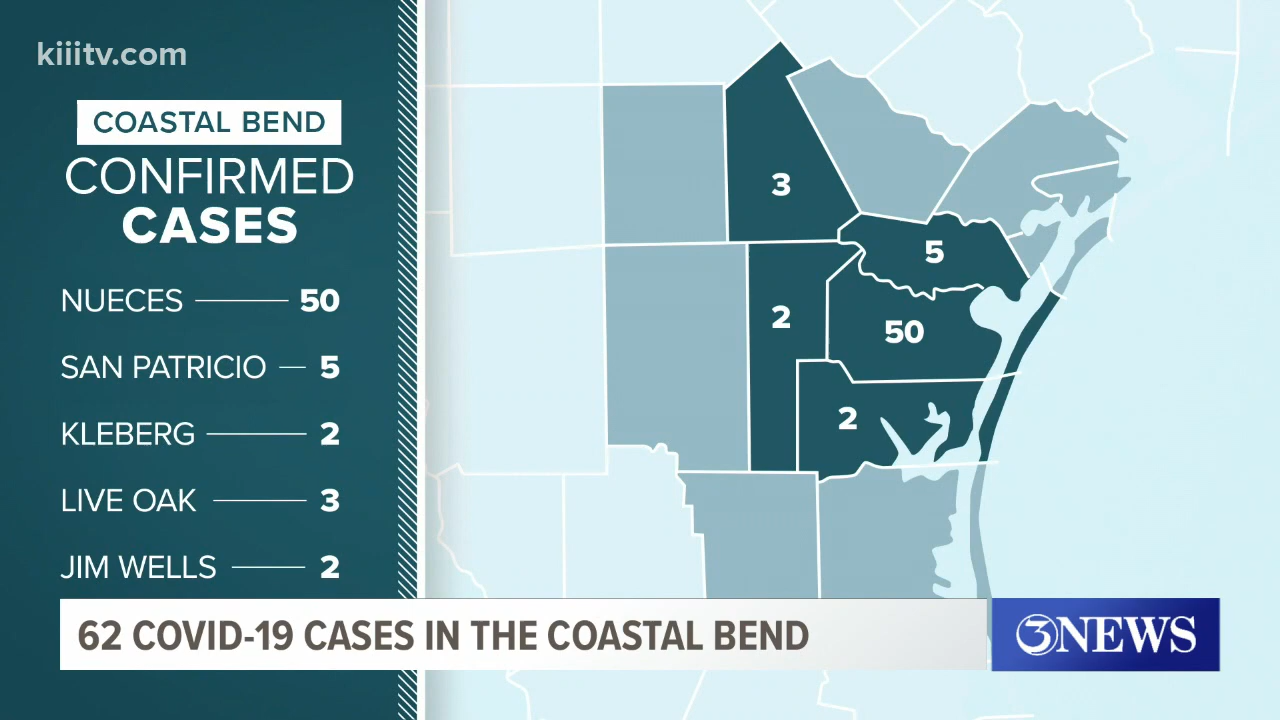 kiiitv.com
COASTAL BEND
CONFIRMED
CASES
NUECES 50
SAN PATRICIO 5
KLEBERG 2
LIVE OAK 3
JIM WELLS 2
3
5
2
50
2
62 COVID-19 CASES IN THE COASTAL BEND
3NEWS